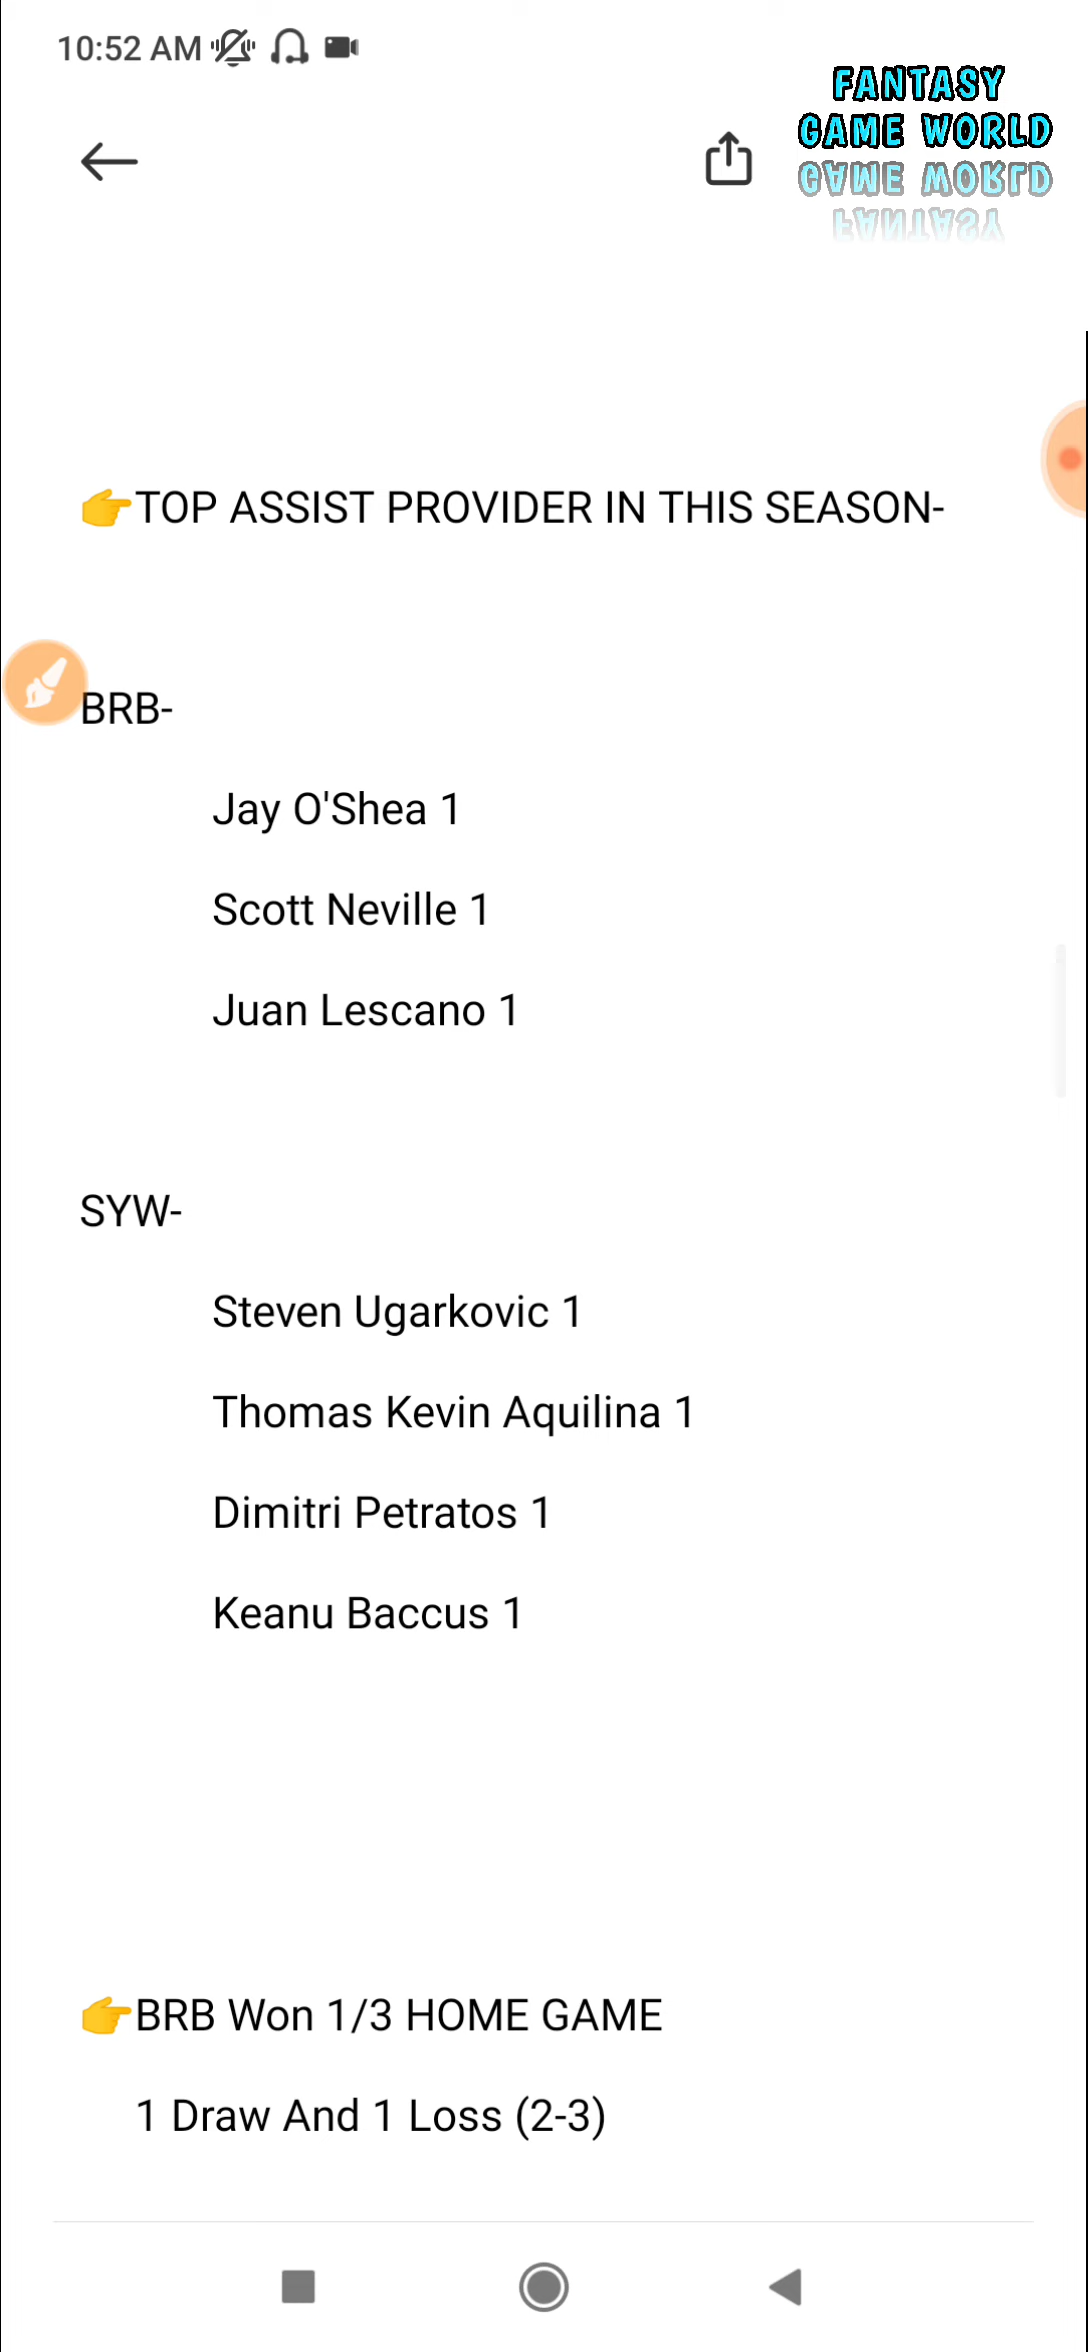 10:52 AM
FANTASY
GAME WORLD
👉TOP ASSIST PROVIDER IN THIS SEASON-
BRB-
Jay O'Shea 1
Scott Neville 1
Juan Lescano 1
SYW-
Steven Ugarkovic 1
Thomas Kevin Aquilina 1
Dimitri Petratos 1
Keanu Baccus 1
👉BRB Won 1/3 HOME GAME
1 Draw And 1 Loss (2-3)